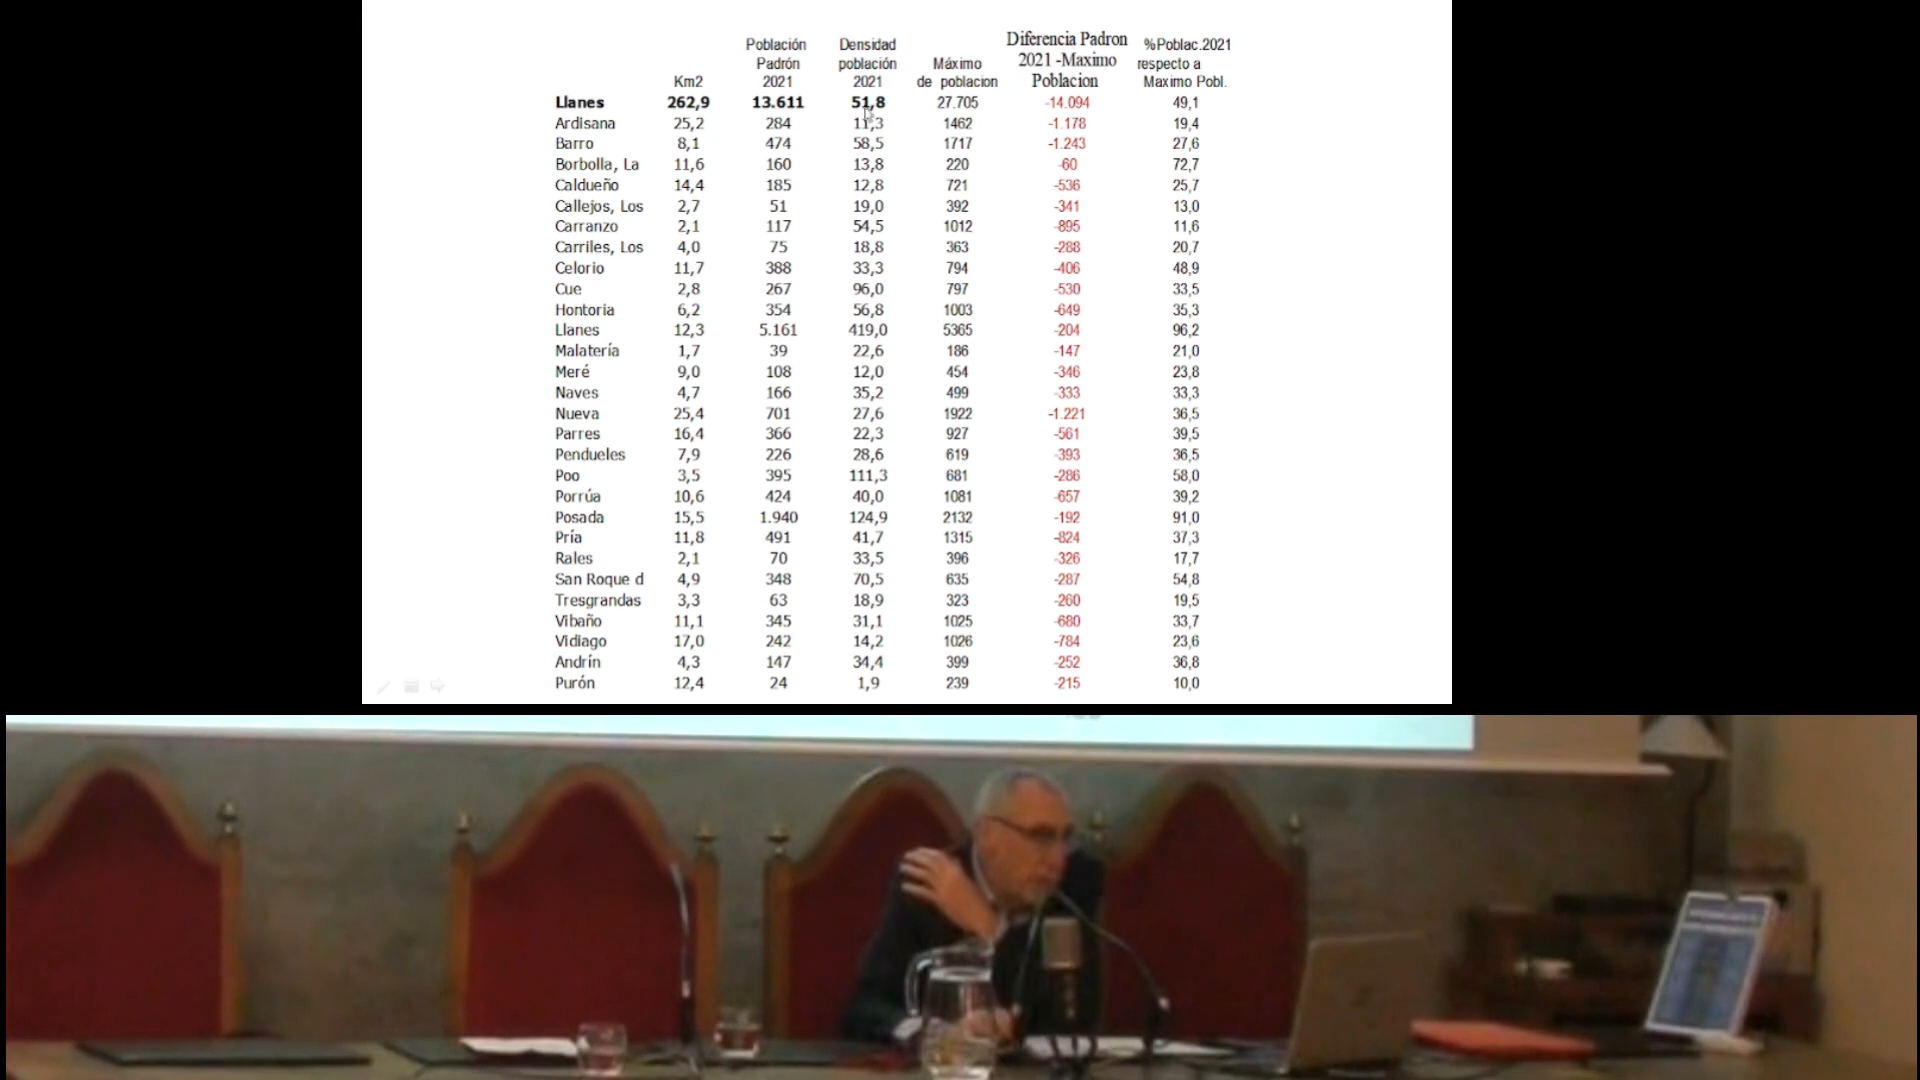 Km2 Población Padrón 2021 Densidad población 2021 Máximo de poblacion Diferencia Padron 2021 -Maximo Poblacion %Poblac.2021 respecto a Maximo Pobl.
Llanes 262,9 13.611 51,8 27.705 -14.094 49,1
Ardisana 25,2 284 11,3 1462 -1.178 19,4
Barro 8,1 474 58,5 1717 -1.243 27,6
Borbolla, La 11,6 160 13,8 220 -60 72,7
Caldueño 14,4 185 12,8 721 -536 25,7
Callejos, Los 2,7 51 19,0 392 -341 13,0
Carranzo 2,1 117 54,5 1012 -895 11,6
Carriles, Los 4,0 75 18,8 363 -288 20,7
Celorio 11,7 388 33,3 794 -406 48,9
Cue 2,8 267 96,0 797 -530 33,5
Hontoria 6,2 354 56,8 1003 -649 35,3
Llanes 12,3 5.161 419,0 5365 -204 96,2
Malatería 1,7 39 22,6 186 -147 21,0
Meré 9,0 108 12,0 454 -346 23,8
Naves 4,7 166 35,2 499 -333 33,3
Nueva 25,4 701 27,6 1922 -1.221 36,5
Parres 16,4 366 22,3 927 -561 39,5
Pendueles 7,9 226 28,6 619 -393 36,5
Poo 3,5 395 111,3 681 -286 58,0
Porrúa 10,6 424 40,0 1081 -657 39,2
Posada 15,5 1.940 124,9 2132 -192 91,0
Pría 11,8 491 41,7 1315 -824 37,3
Rales 2,1 70 33,5 396 -326 17,7
San Roque d 4,9 348 70,5 635 -287 54,8
Tresgrandas 3,3 63 18,9 323 -260 19,5
Vibaño 11,1 345 31,1 1025 -680 33,7
Vidiago 17,0 242 14,2 1026 -784 23,6
Andrín 4,3 147 34,4 399 -252 36,8
Purón 12,4 24 1,9 239 -215 10,0